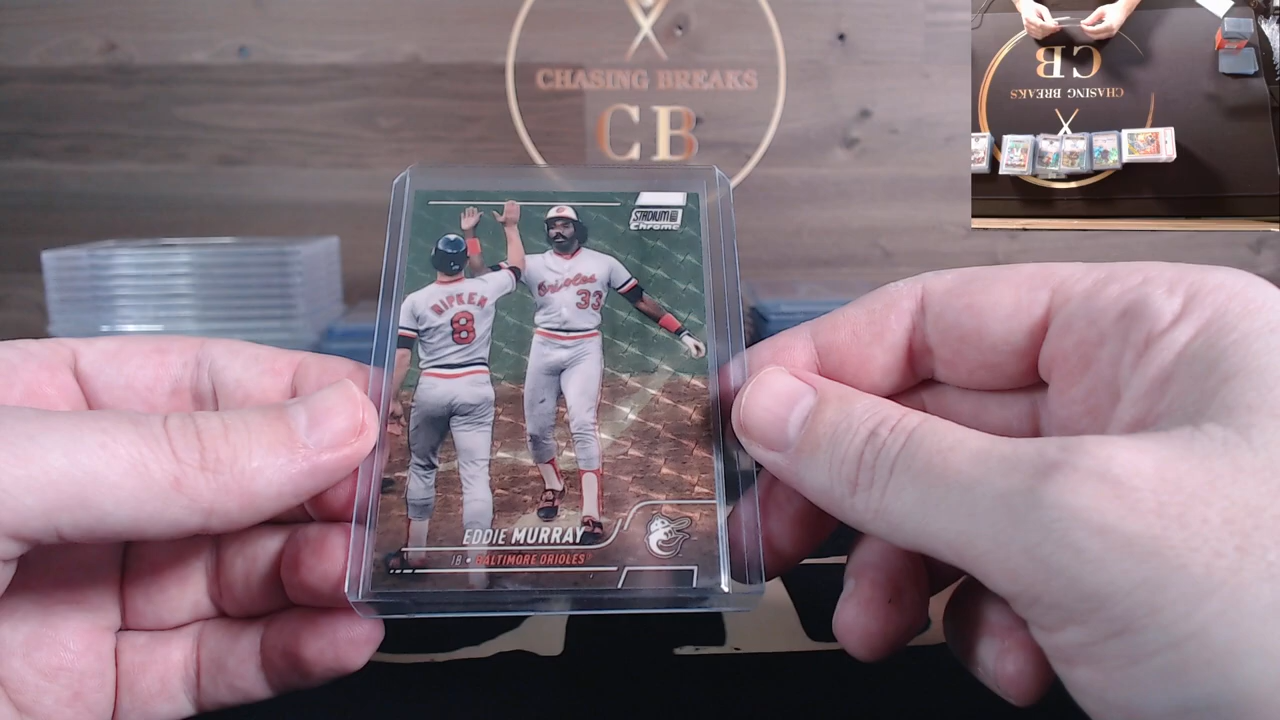 CHASING BREAKS
CB
CB
CHASING BREAKS
STADIUM
Chrome
RIPKEN
8
Orioles
33
EDDIE MURRAY
1B • BALTIMORE ORIOLES